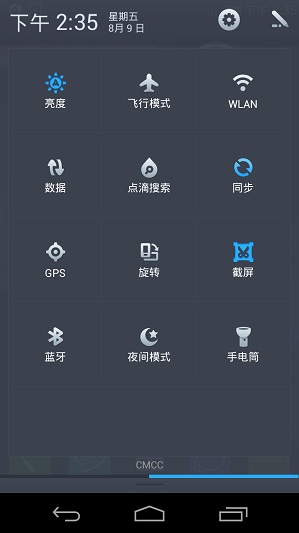 下午 2:35
星期五
8月 9 日
亮度
飞行模式
WLAN
数据
点滴搜索
同步
GPS
旋转
截屏
蓝牙
夜间模式
手电筒
CMCC